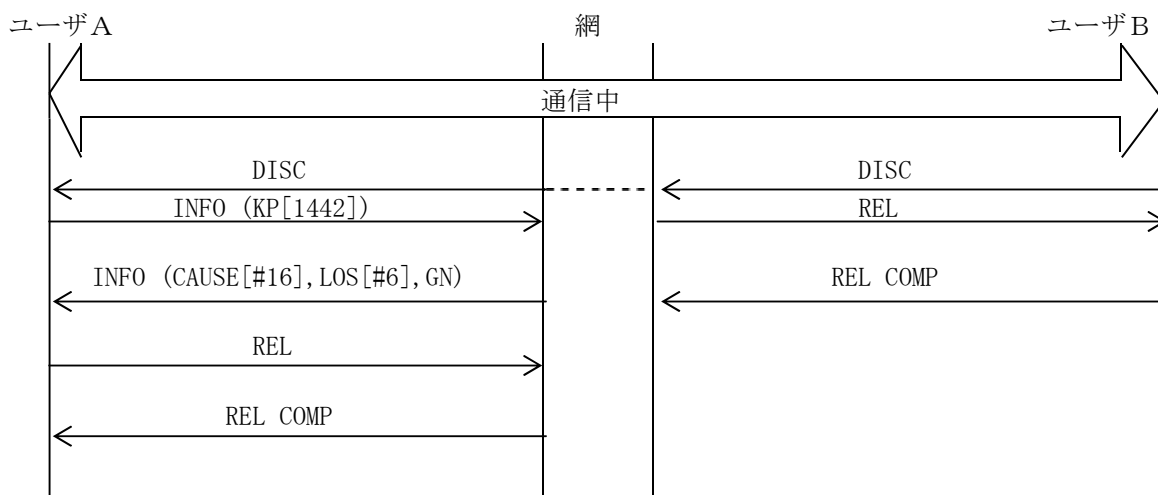 ユーザA 網 ユーザB
通信中
DISC DISC
INFO (KP[1442]) REL
INFO (CAUSE[#16],LOS[#6],GN) REL COMP
REL
REL COMP